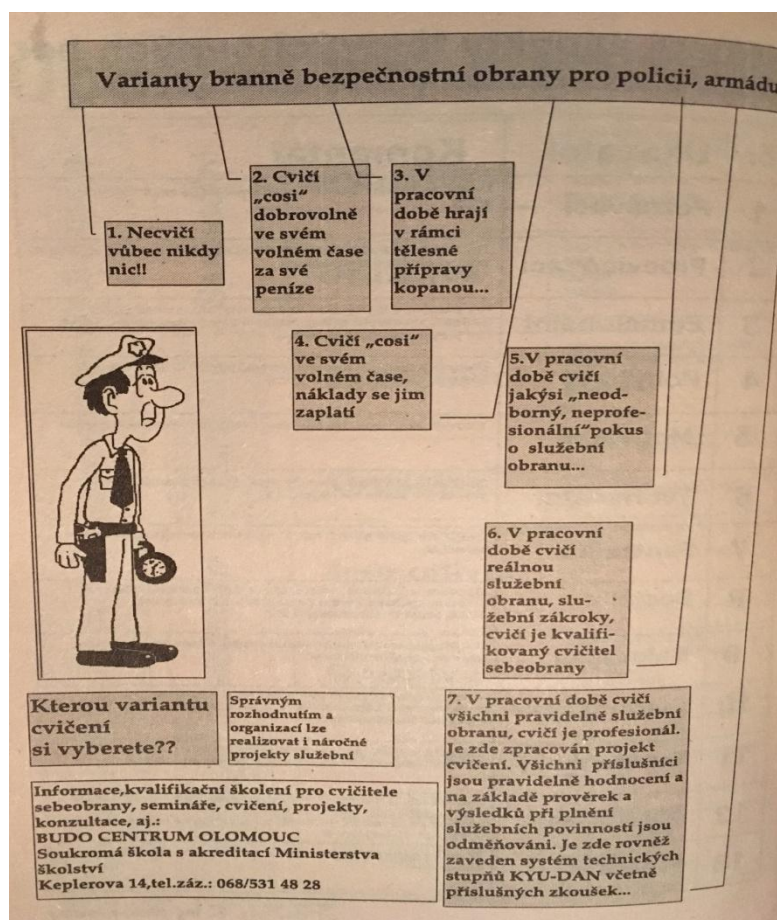 Varianty branně bezpečnostní obrany pro policii, armádu
1. Necvičí
vůbec nikdy
nic!!
2. Cvičí
„cosi“
dobrovolně
ve svém
volném čase
za své
peníze
3. V
pracovní
době hrají
v rámci
tělesné
přípravy
kopanou...
4. Cvičí „cosi“
ve svém
volném čase,
náklady se jim
zaplatí
5.V pracovní
době cvičí
jakýsi „neod-
borný, neprofe-
sionální“pokus
o služební
obranu...
6. V pracovní
době cvičí
reálnou
služební
obranu, slu-
žební zákroky,
cvičí je kvalifi-
kovaný cvičitel
sebeobrany
7. V pracovní době cvičí
všichni pravidelně služební
obranu, cvičí je profesionál.
Je zde zpracován projekt
cvičení. Všichni příslušníci
jsou pravidelně hodnocení a
na základě prověrek a
výsledků při plnění
služebních povinností jsou
odměňováni. Je zde rovněž
zaveden systém technických
stupňů KYU-DAN včetně
příslušných zkoušek...
Kterou variantu
cvičení
si vyberete??
Správným
rozhodnutím a
organizací lze
realizovat i náročné
projekty služební
Informace,kvalifikační školení pro cvičitele
sebeobrany, semináře, cvičení, projekty,
konzultace, aj.:
BUDO CENTRUM OLOMOUC
Soukromá škola s akreditací Ministerstva
školství
Keplerova 14,tel.záz.: 068/531 48 28